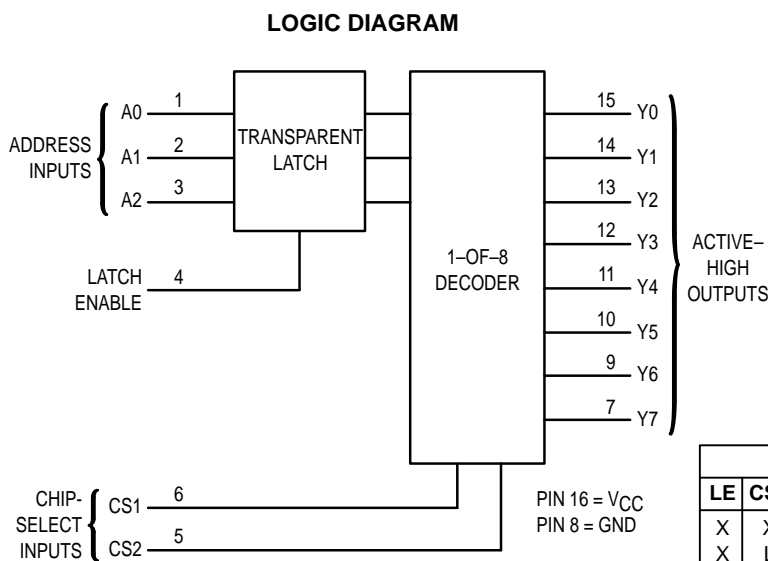 LOGIC DIAGRAM
ADDRESS
INPUTS
A0 1
A1 2
A2 3
TRANSPARENT
LATCH
LATCH
ENABLE
4
1–OF–8
DECODER
15 Y0
14 Y1
13 Y2
12 Y3
11 Y4
10 Y5
9 Y6
7 Y7
ACTIVE–
HIGH
OUTPUTS
CHIP-
SELECT
INPUTS
CS1 6
CS2 5
PIN 16 = VCC
PIN 8 = GND
LE
X X
X L